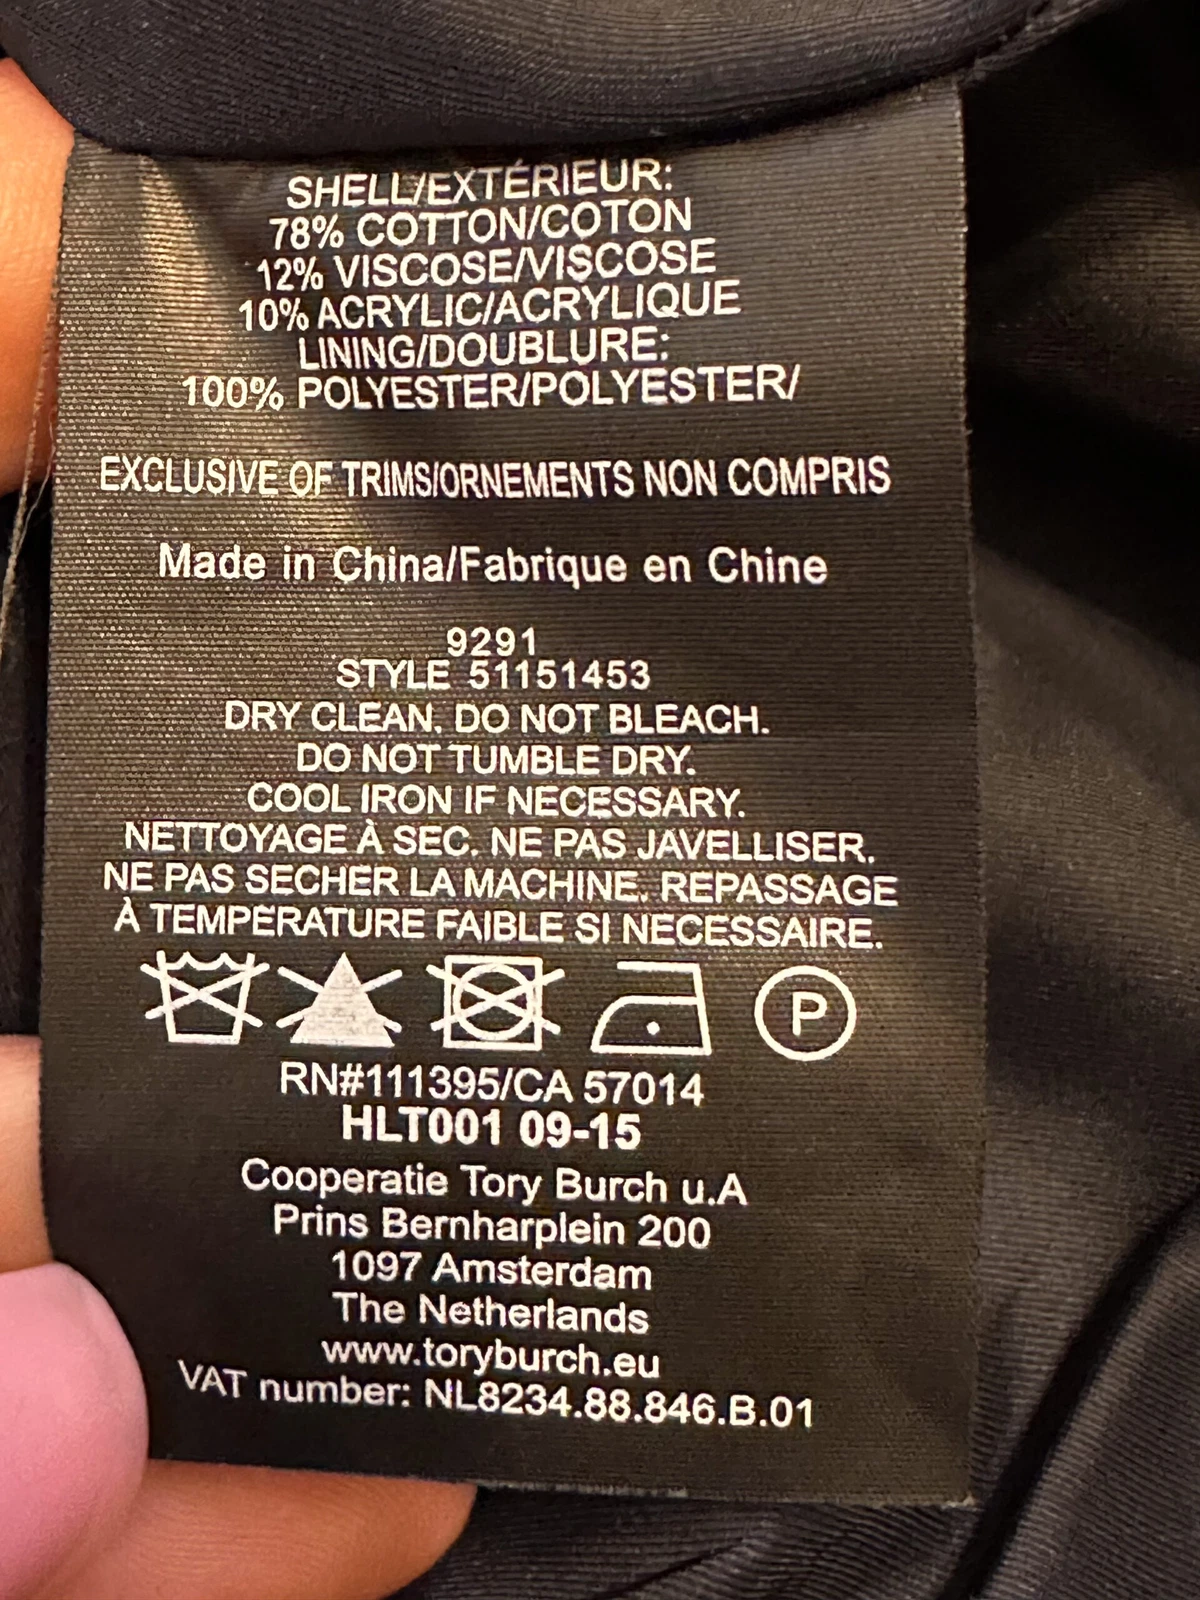 SHELL/EXTÉRIEUR:
78% COTTON/COTON
12% VISCOSE/VISCOSE
10% ACRYLIC/ACRYLIQUE
LINING/DOUBLURE:
100% POLYESTER/POLYESTER/
EXCLUSIVE OF TRIMS/ORNEMENTS NON COMPRIS
Made in China/Fabrique en Chine
9291
STYLE 51151453
DRY CLEAN. DO NOT BLEACH.
DO NOT TUMBLE DRY.
COOL IRON IF NECESSARY.
NETTOYAGE À SEC. NE PAS JAVELLISER.
NE PAS SECHER LA MACHINE. REPASSAGE
À TEMPÉRATURE FAIBLE SI NECESSAIRE.
P
RN#111395/CA 57014
HLT001 09-15
Cooperatie Tory Burch u.A
Prins Bernharplein 200
1097 Amsterdam
The Netherlands
www.toryburch.eu
VAT number: NL8234.88.846.B.01